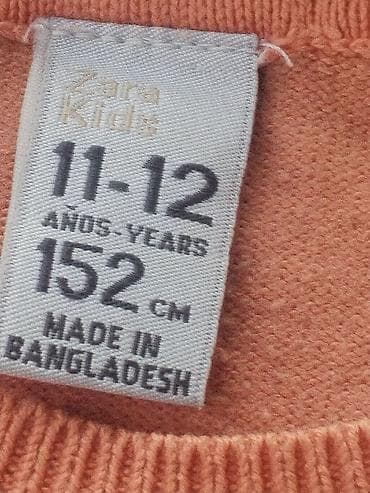 Zara
Kids
11-12
AÑOS-YEARS
152 CM
MADE IN
BANGLADESH